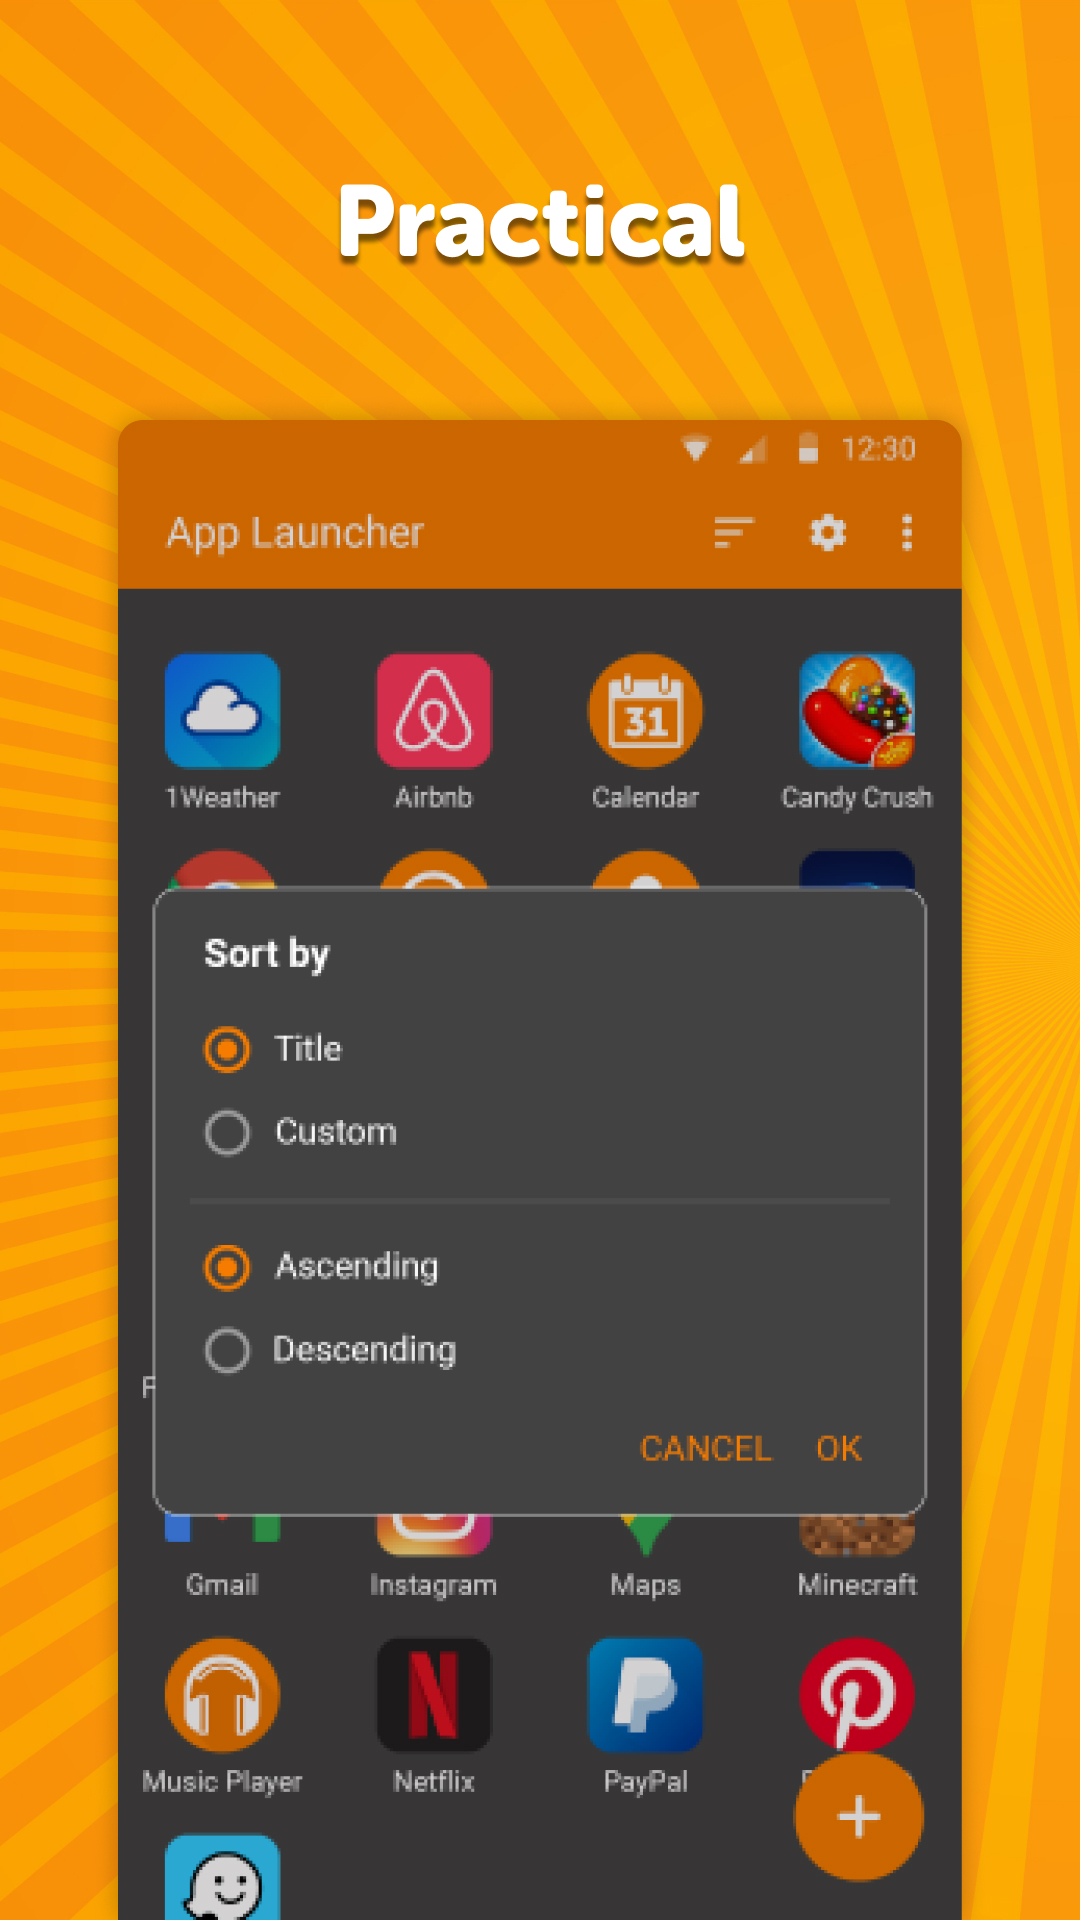 Practical
12:30
App Launcher
1Weather
Airbnb
Calendar
Candy Crush
31
Sort by
Title
Custom
Ascending
Descending
CANCEL
OK
Gmail
Instagram
Maps
Minecraft
Music Player
Netflix
PayPal